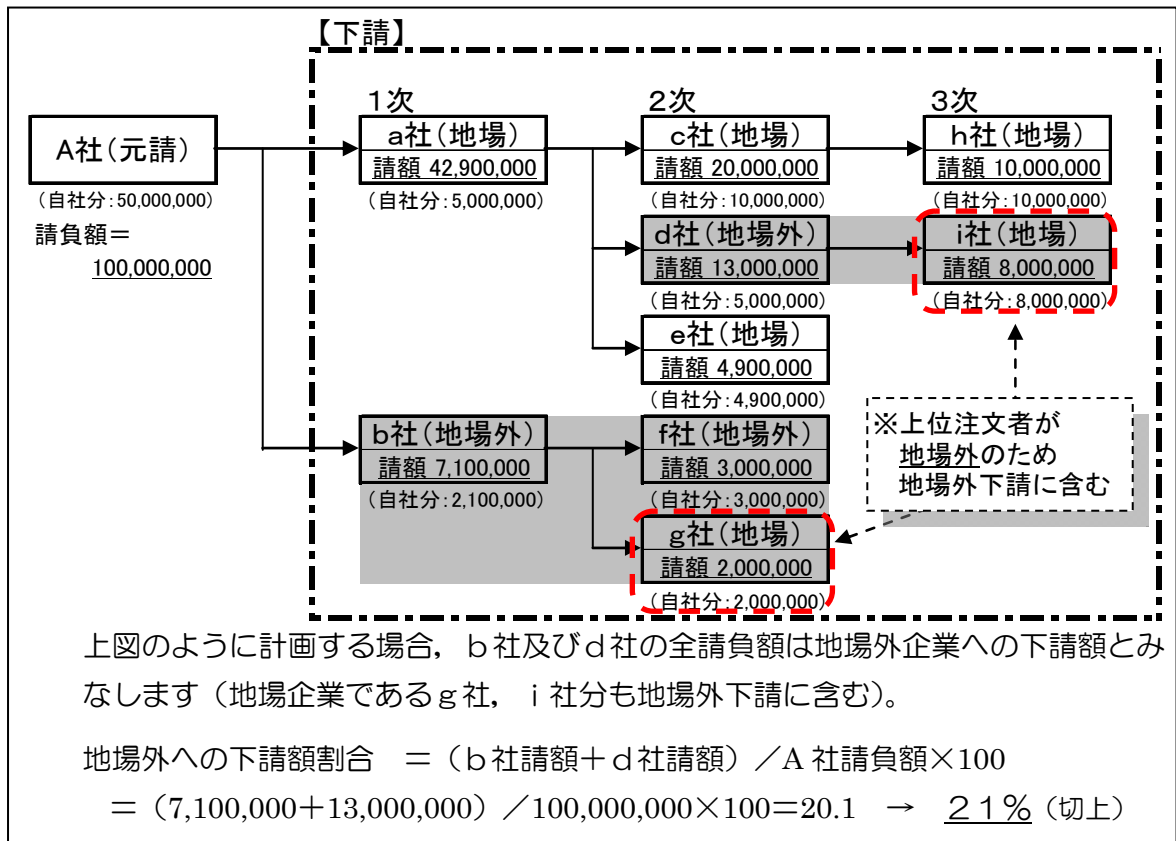 【下請】
1次
2次
3次
A社(元請)
(自社分:50,000,000)
請負額=
100,000,000
a社(地場)
請額 42,900,000
(自社分:5,000,000)
c社(地場)
請額 20,000,000
(自社分:10,000,000)
h社(地場)
請額 10,000,000
(自社分:10,000,000)
d社(地場外)
請額 13,000,000
(自社分:5,000,000)
i社(地場)
請額 8,000,000
(自社分:8,000,000)
e社(地場)
請額 4,900,000
(自社分:4,900,000)
b社(地場外)
請額 7,100,000
(自社分:2,100,000)
f社(地場外)
請額 3,000,000
(自社分:3,000,000)
g社(地場)
請額 2,000,000
(自社分:2,000,000)
※上位注文者が
地場外のため
地場外下請に含む
上図のように計画する場合,b社及びd社の全請負額は地場外企業への下請額とみ
なします(地場企業であるg社,i社分も地場外下請に含む)。
地場外への下請額割合 =(b社請額+d社請額)/A社請負額×100
=(7,100,000+13,000,000)/100,000,000×100=20.1 → 21%(切上)